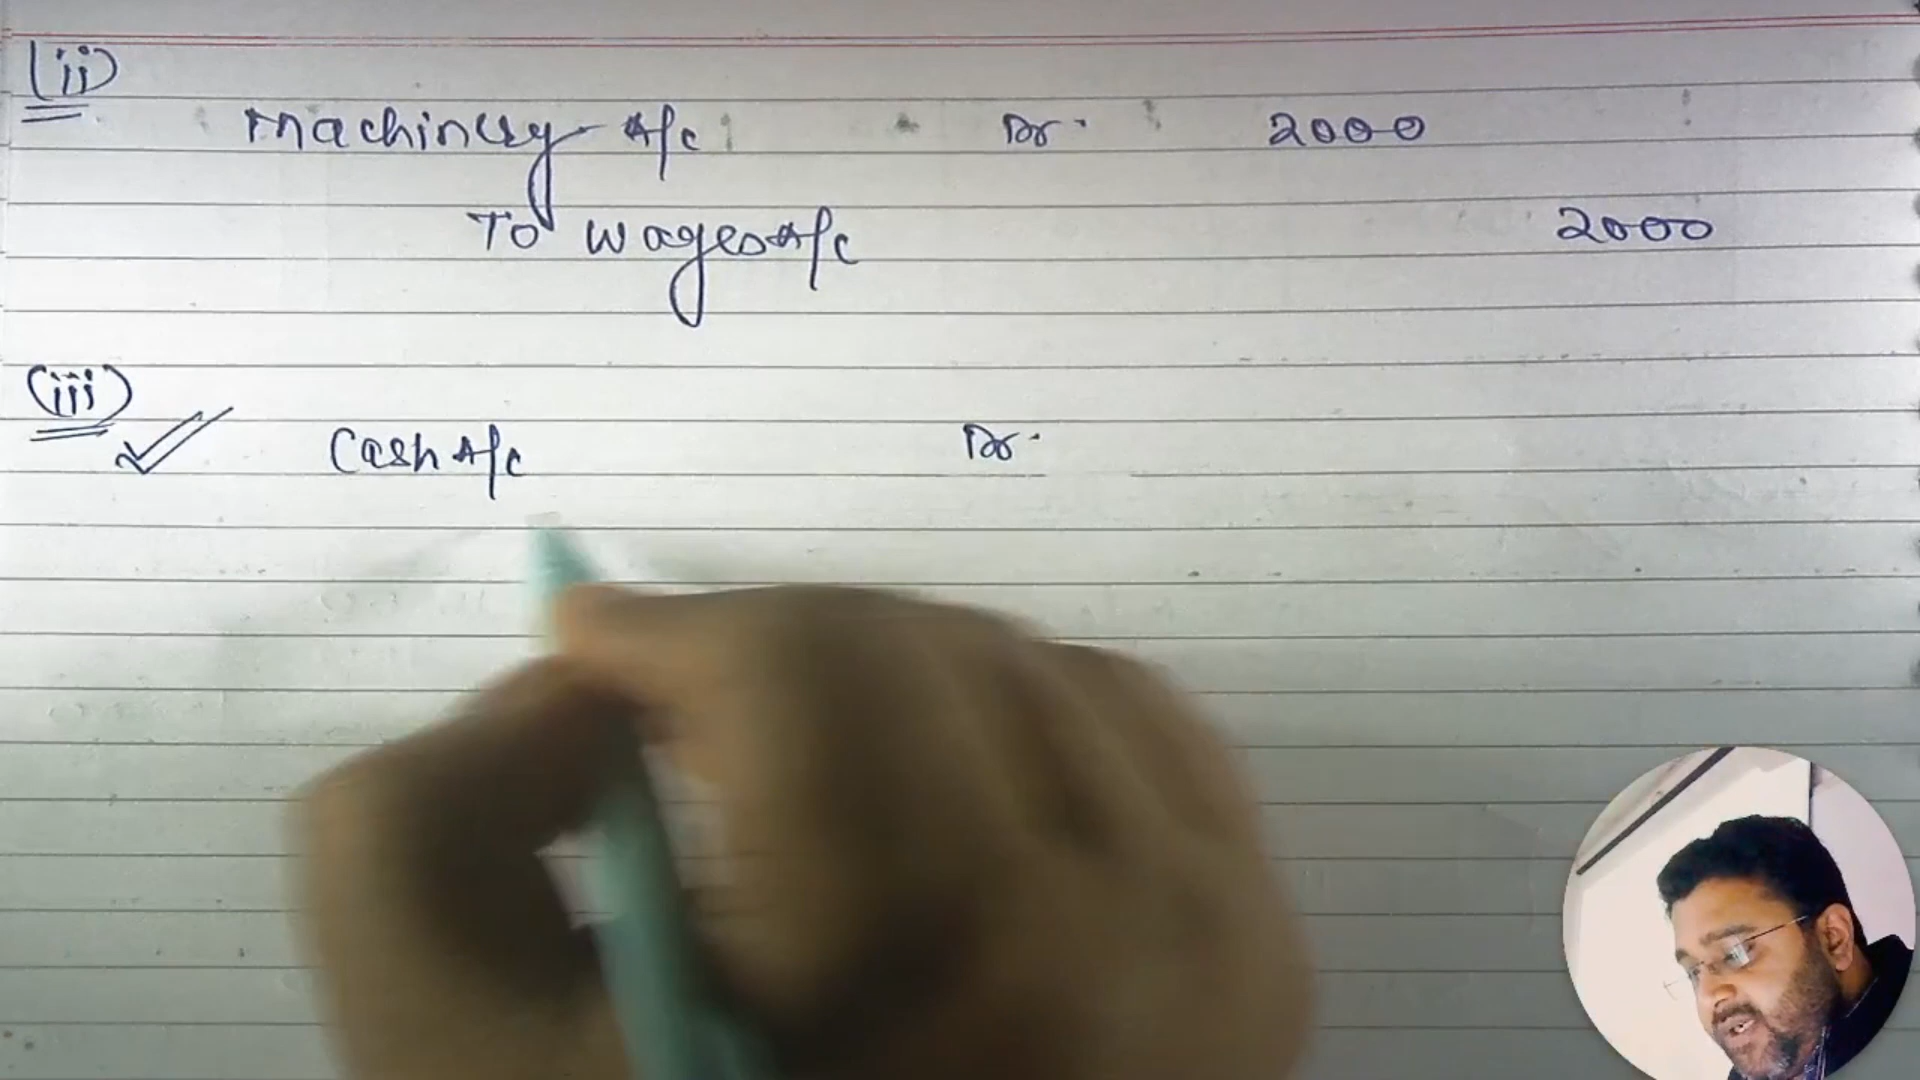 (ii)
Machinery A/c Dr. 2000
To Wages A/c 2000
(iii)
Cash A/c Dr.